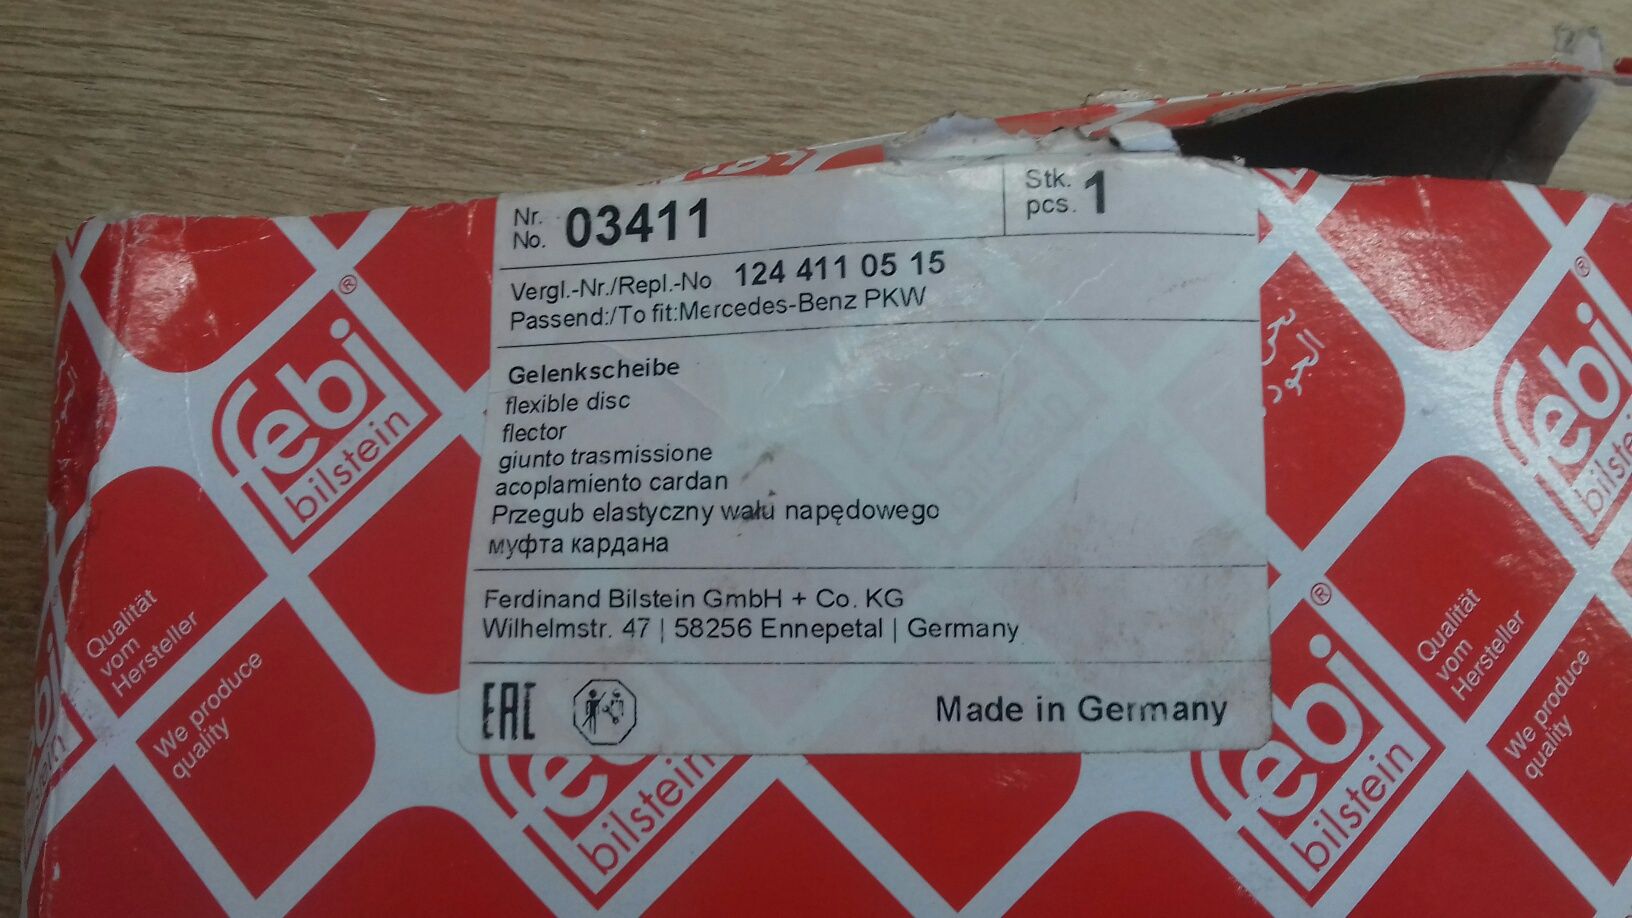 Nr.
No. 03411
Stk.
pcs. 1
Vergl.-Nr./Repl.-No 124 411 05 15
Passend:/To fit:Mercedes-Benz PKW
Gelenkscheibe
flexible disc
flector
giunto trasmissione
acoplamiento cardan
Przegub elastyczny wału napędowego
муфта кардана
Ferdinand Bilstein GmbH + Co. KG
Wilhelmstr. 47 | 58256 Ennepetal | Germany
EAC
Made in Germany
febi®
bilstein
Qualität
vom
Hersteller
We produce
quality
febi®
bilstein
febi
bilstein
febi®
bilstein
Qualität
vom
Hersteller
We produce
quality